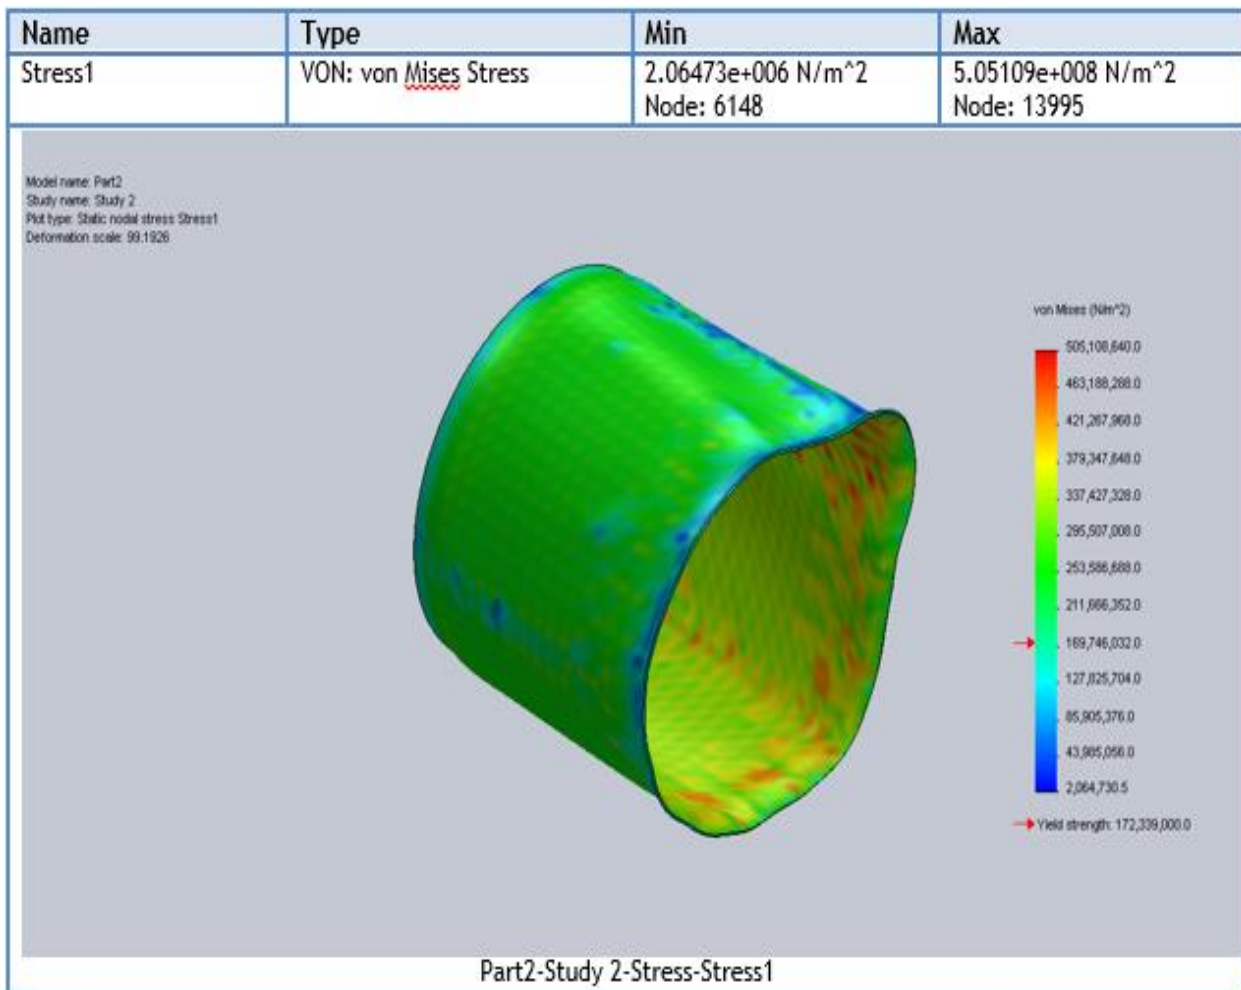 Name Type Min Max
Stress1 VON: von Mises Stress 2.06473e+006 N/m^2 5.05109e+008 N/m^2
Node: 6148 Node: 13995
Model name: Part2
Study name: Study 2
Plot type: Static nodal stress Stress1
Deformation scale: 99.1926
von Mises (N/m^2)
505,108,640.0
463,188,288.0
421,267,968.0
379,347,648.0
337,427,328.0
295,507,008.0
253,586,688.0
211,666,352.0
169,746,032.0
127,825,704.0
85,905,376.0
43,985,056.0
2,064,730.5
Yield strength: 172,339,000.0
Part2-Study 2-Stress-Stress1